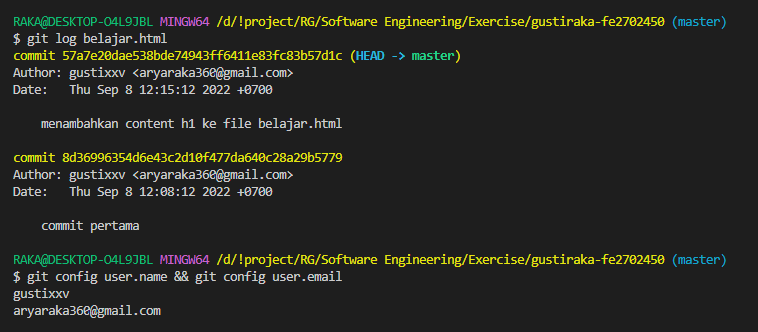 RAKA@DESKTOP-O4L9JBL MINGW64 /d/!project/RG/Software Engineering/Exercise/gustiraka-fe2702450 (master)
$ git log belajar.html
commit 57a7e20dae538bde74943ff6411e83fc83b57d1c (HEAD -> master)
Author: gustixxv <aryaraka360@gmail.com>
Date:   Thu Sep 8 12:15:12 2022 +0700
    menambahkan content h1 ke file belajar.html
commit 8d36996354d6e43c2d10f477da640c28a29b5779
Author: gustixxv <aryaraka360@gmail.com>
Date:   Thu Sep 8 12:08:12 2022 +0700
    commit pertama
RAKA@DESKTOP-O4L9JBL MINGW64 /d/!project/RG/Software Engineering/Exercise/gustiraka-fe2702450 (master)
$ git config user.name && git config user.email
gustixxv
aryaraka360@gmail.com